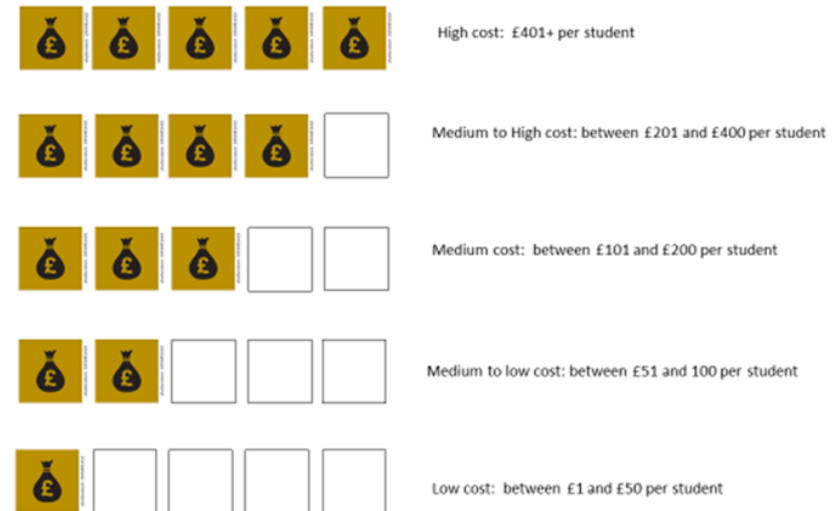 £ £ £ £ £ High cost: £401+ per student
£ £ £ £ Medium to High cost: between £201 and £400 per student
£ £ £ Medium cost: between £101 and £200 per student
£ £ Medium to low cost: between £51 and 100 per student
£ Low cost: between £1 and £50 per student